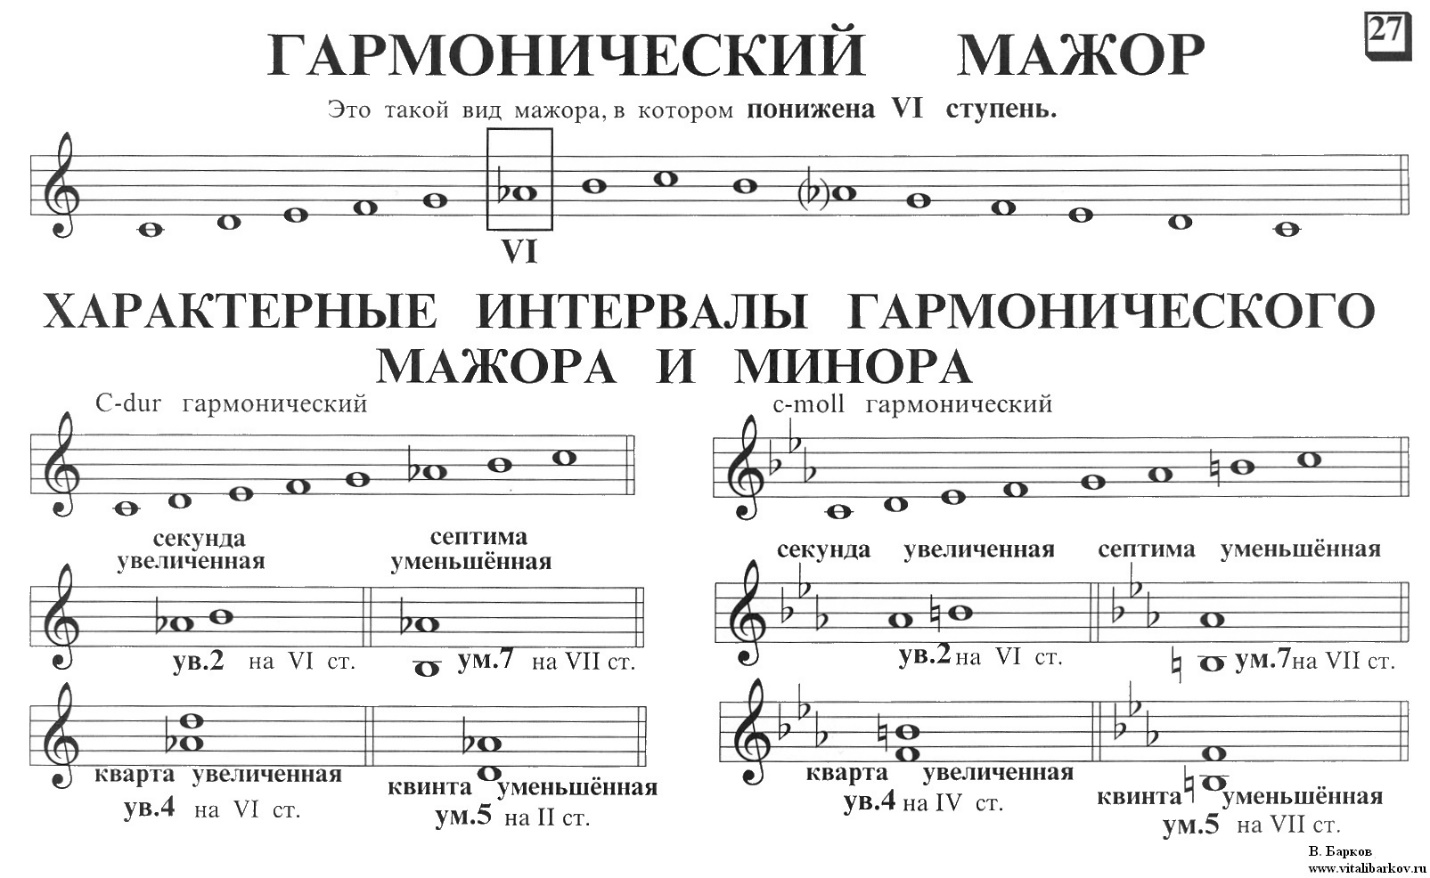 27
ГАРМОНИЧЕСКИЙ МАЖОР
Это такой вид мажора, в котором понижена VI ступень.
VI
ХАРАКТЕРНЫЕ ИНТЕРВАЛЫ ГАРМОНИЧЕСКОГО
МАЖОРА И МИНОРА
C-dur гармонический
c-moll гармонический
секунда
увеличенная
септима
уменьшённая
секунда увеличенная
септима уменьшённая
ув.2 на VI ст.
ум.7 на VII ст.
ув.2 на VI ст.
ум.7 на VII ст.
кварта увеличенная
ув.4 на VI ст.
квинта уменьшённая
ум.5 на II ст.
кварта увеличенная
ув.4 на IV ст.
квинта уменьшённая
ум.5 на VII ст.
В. Барков
www.vitalibarkov.ru